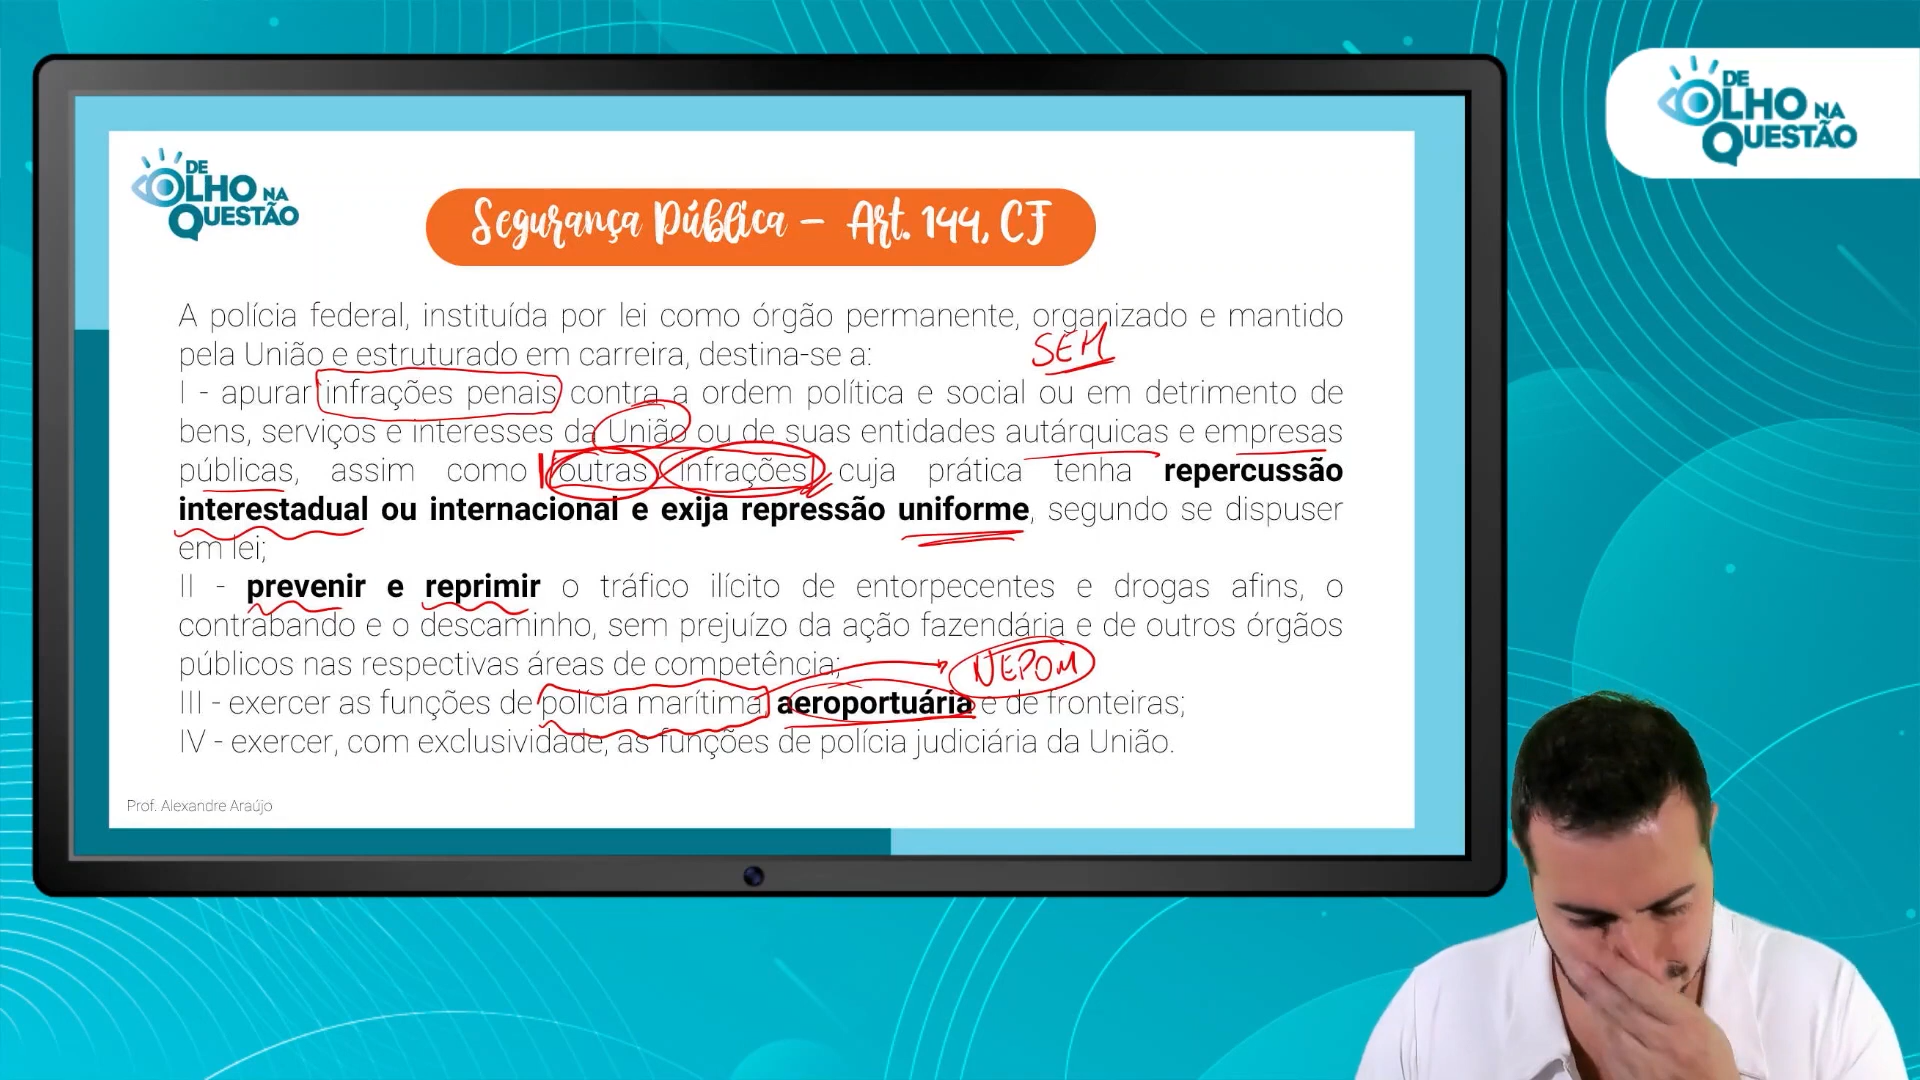 DE
OLHO NA
QUESTÃO
DE
OLHO NA
QUESTÃO
Segurança Pública – Art. 144, CF
A polícia federal, instituída por lei como órgão permanente, organizado e mantido
SEM
pela União e estruturado em carreira, destina-se a:
I - apurar infrações penais contra a ordem política e social ou em detrimento de
bens, serviços e interesses da União ou de suas entidades autárquicas e empresas
públicas, assim como outras infrações cuja prática tenha repercussão
interestadual ou internacional e exija repressão uniforme, segundo se dispuser
em lei;
II - prevenir e reprimir o tráfico ilícito de entorpecentes e drogas afins, o
contrabando e o descaminho, sem prejuízo da ação fazendária e de outros órgãos
públicos nas respectivas áreas de competência;
NEPOM
III - exercer as funções de polícia marítima, aeroportuária e de fronteiras;
IV - exercer, com exclusividade, as funções de polícia judiciária da União.
Prof. Alexandre Araújo